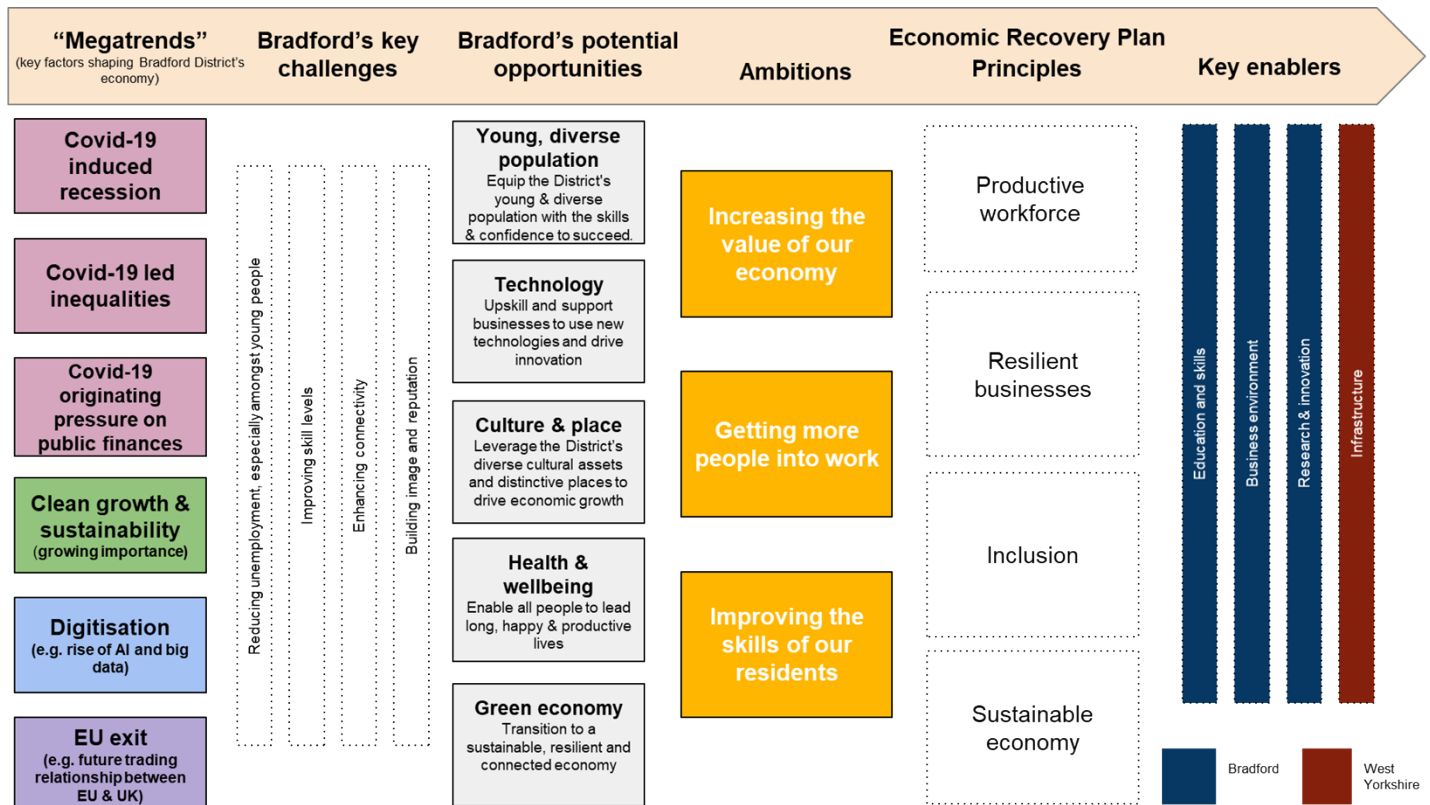 “Megatrends”
(key factors shaping Bradford District’s
economy)
Bradford’s key
challenges
Bradford’s potential
opportunities
Ambitions
Economic Recovery Plan
Principles
Key enablers
Covid-19
induced
recession
Covid-19 led
inequalities
Covid-19
originating
pressure on
public finances
Clean growth &
sustainability
(growing importance)
Digitisation
(e.g. rise of AI and big
data)
EU exit
(e.g. future trading
relationship between
EU & UK)
Reducing unemployment, especially amongst young people
Improving skill levels
Enhancing connectivity
Building image and reputation
Young, diverse
population
Equip the District's
young & diverse
population with the skills
& confidence to succeed.
Technology
Upskill and support
businesses to use new
technologies and drive
innovation
Culture & place
Leverage the District’s
diverse cultural assets
and distinctive places to
drive economic growth
Health &
wellbeing
Enable all people to lead
long, happy & productive
lives
Green economy
Transition to a
sustainable, resilient and
connected economy
Increasing the
value of our
economy
Getting more
people into work
Improving the
skills of our
residents
Productive
workforce
Resilient
businesses
Inclusion
Sustainable
economy
Education and skills
Business environment
Research & innovation
Infrastructure
Bradford
West
Yorkshire